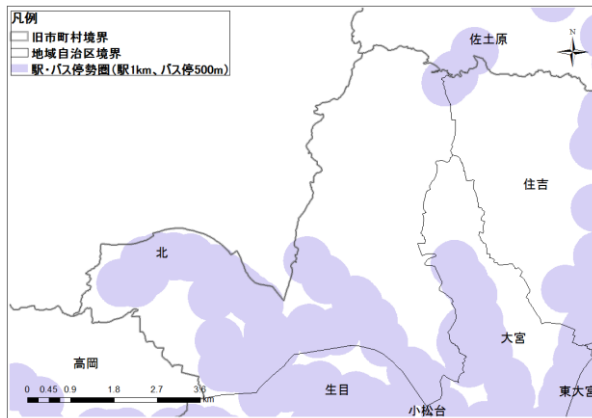 凡例
旧市町村境界
地域自治区境界
駅・バス停勢圏(駅1km、バス停500m)
佐土原
N
住吉
北
大宮
高岡
生目
小松台
東大宮
0 0.45 0.9 1.8 2.7 3.6
km